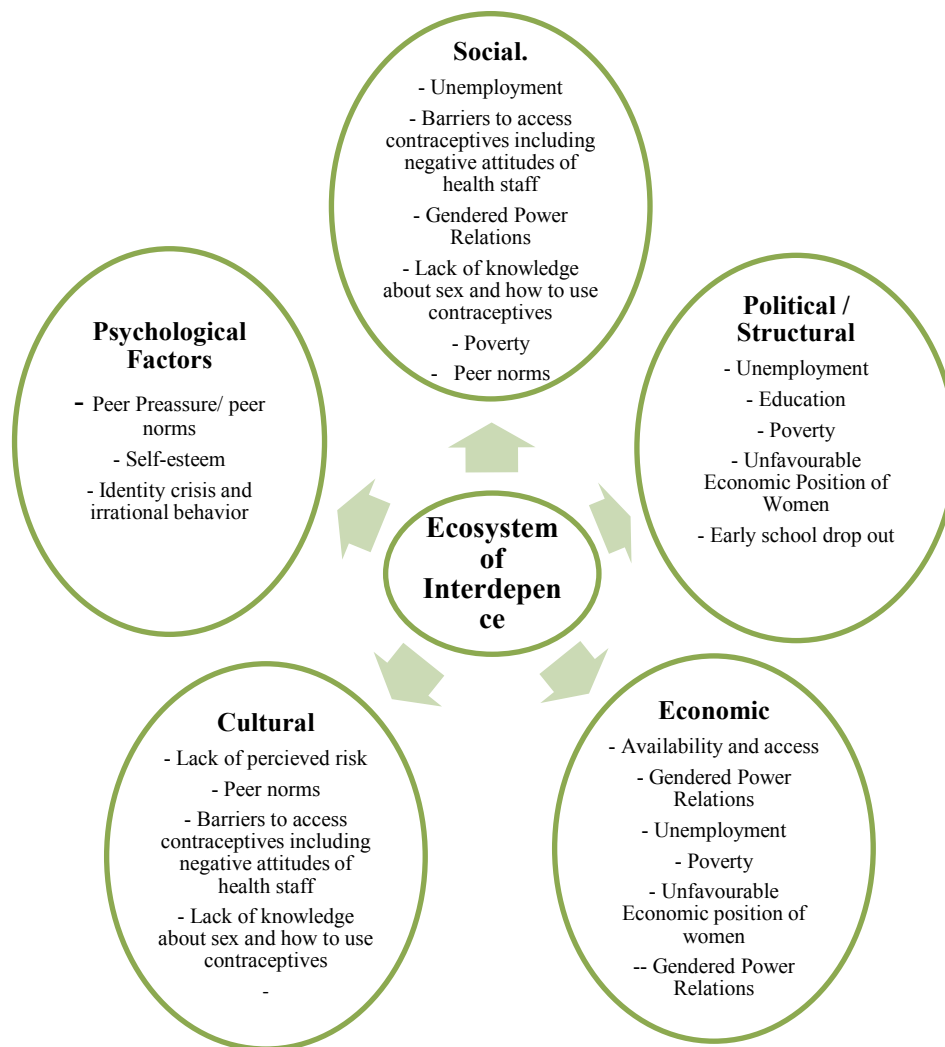 Social.
- Unemployment
- Barriers to access
contraceptives including
negative attitudes of
health staff
- Gendered Power
Relations
- Lack of knowledge
about sex and how to use
contraceptives
- Poverty
- Peer norms
Psychological
Factors
- Peer Preassure/ peer
norms
- Self-esteem
- Identity crisis and
irrational behavior
Political /
Structural
- Unemployment
- Education
- Poverty
- Unfavourable
Economic Position of
Women
- Early school drop out
Ecosystem
of
Interdepen
ce
Cultural
- Lack of percieved risk
- Peer norms
- Barriers to access
contraceptives including
negative attitudes of
health staff
- Lack of knowledge
about sex and how to use
contraceptives
-
Economic
- Availability and access
- Gendered Power
Relations
- Unemployment
- Poverty
- Unfavourable
Economic position of
women
-- Gendered Power
Relations